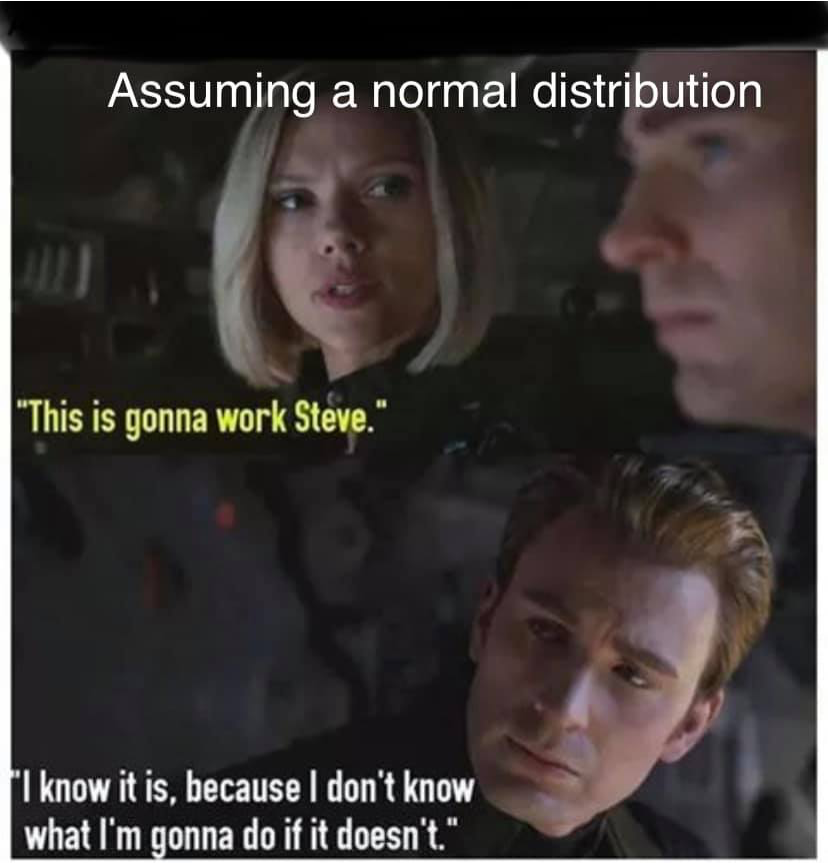 Assuming a normal distribution
"This is gonna work Steve."
"I know it is, because I don't know
what I'm gonna do if it doesn't."